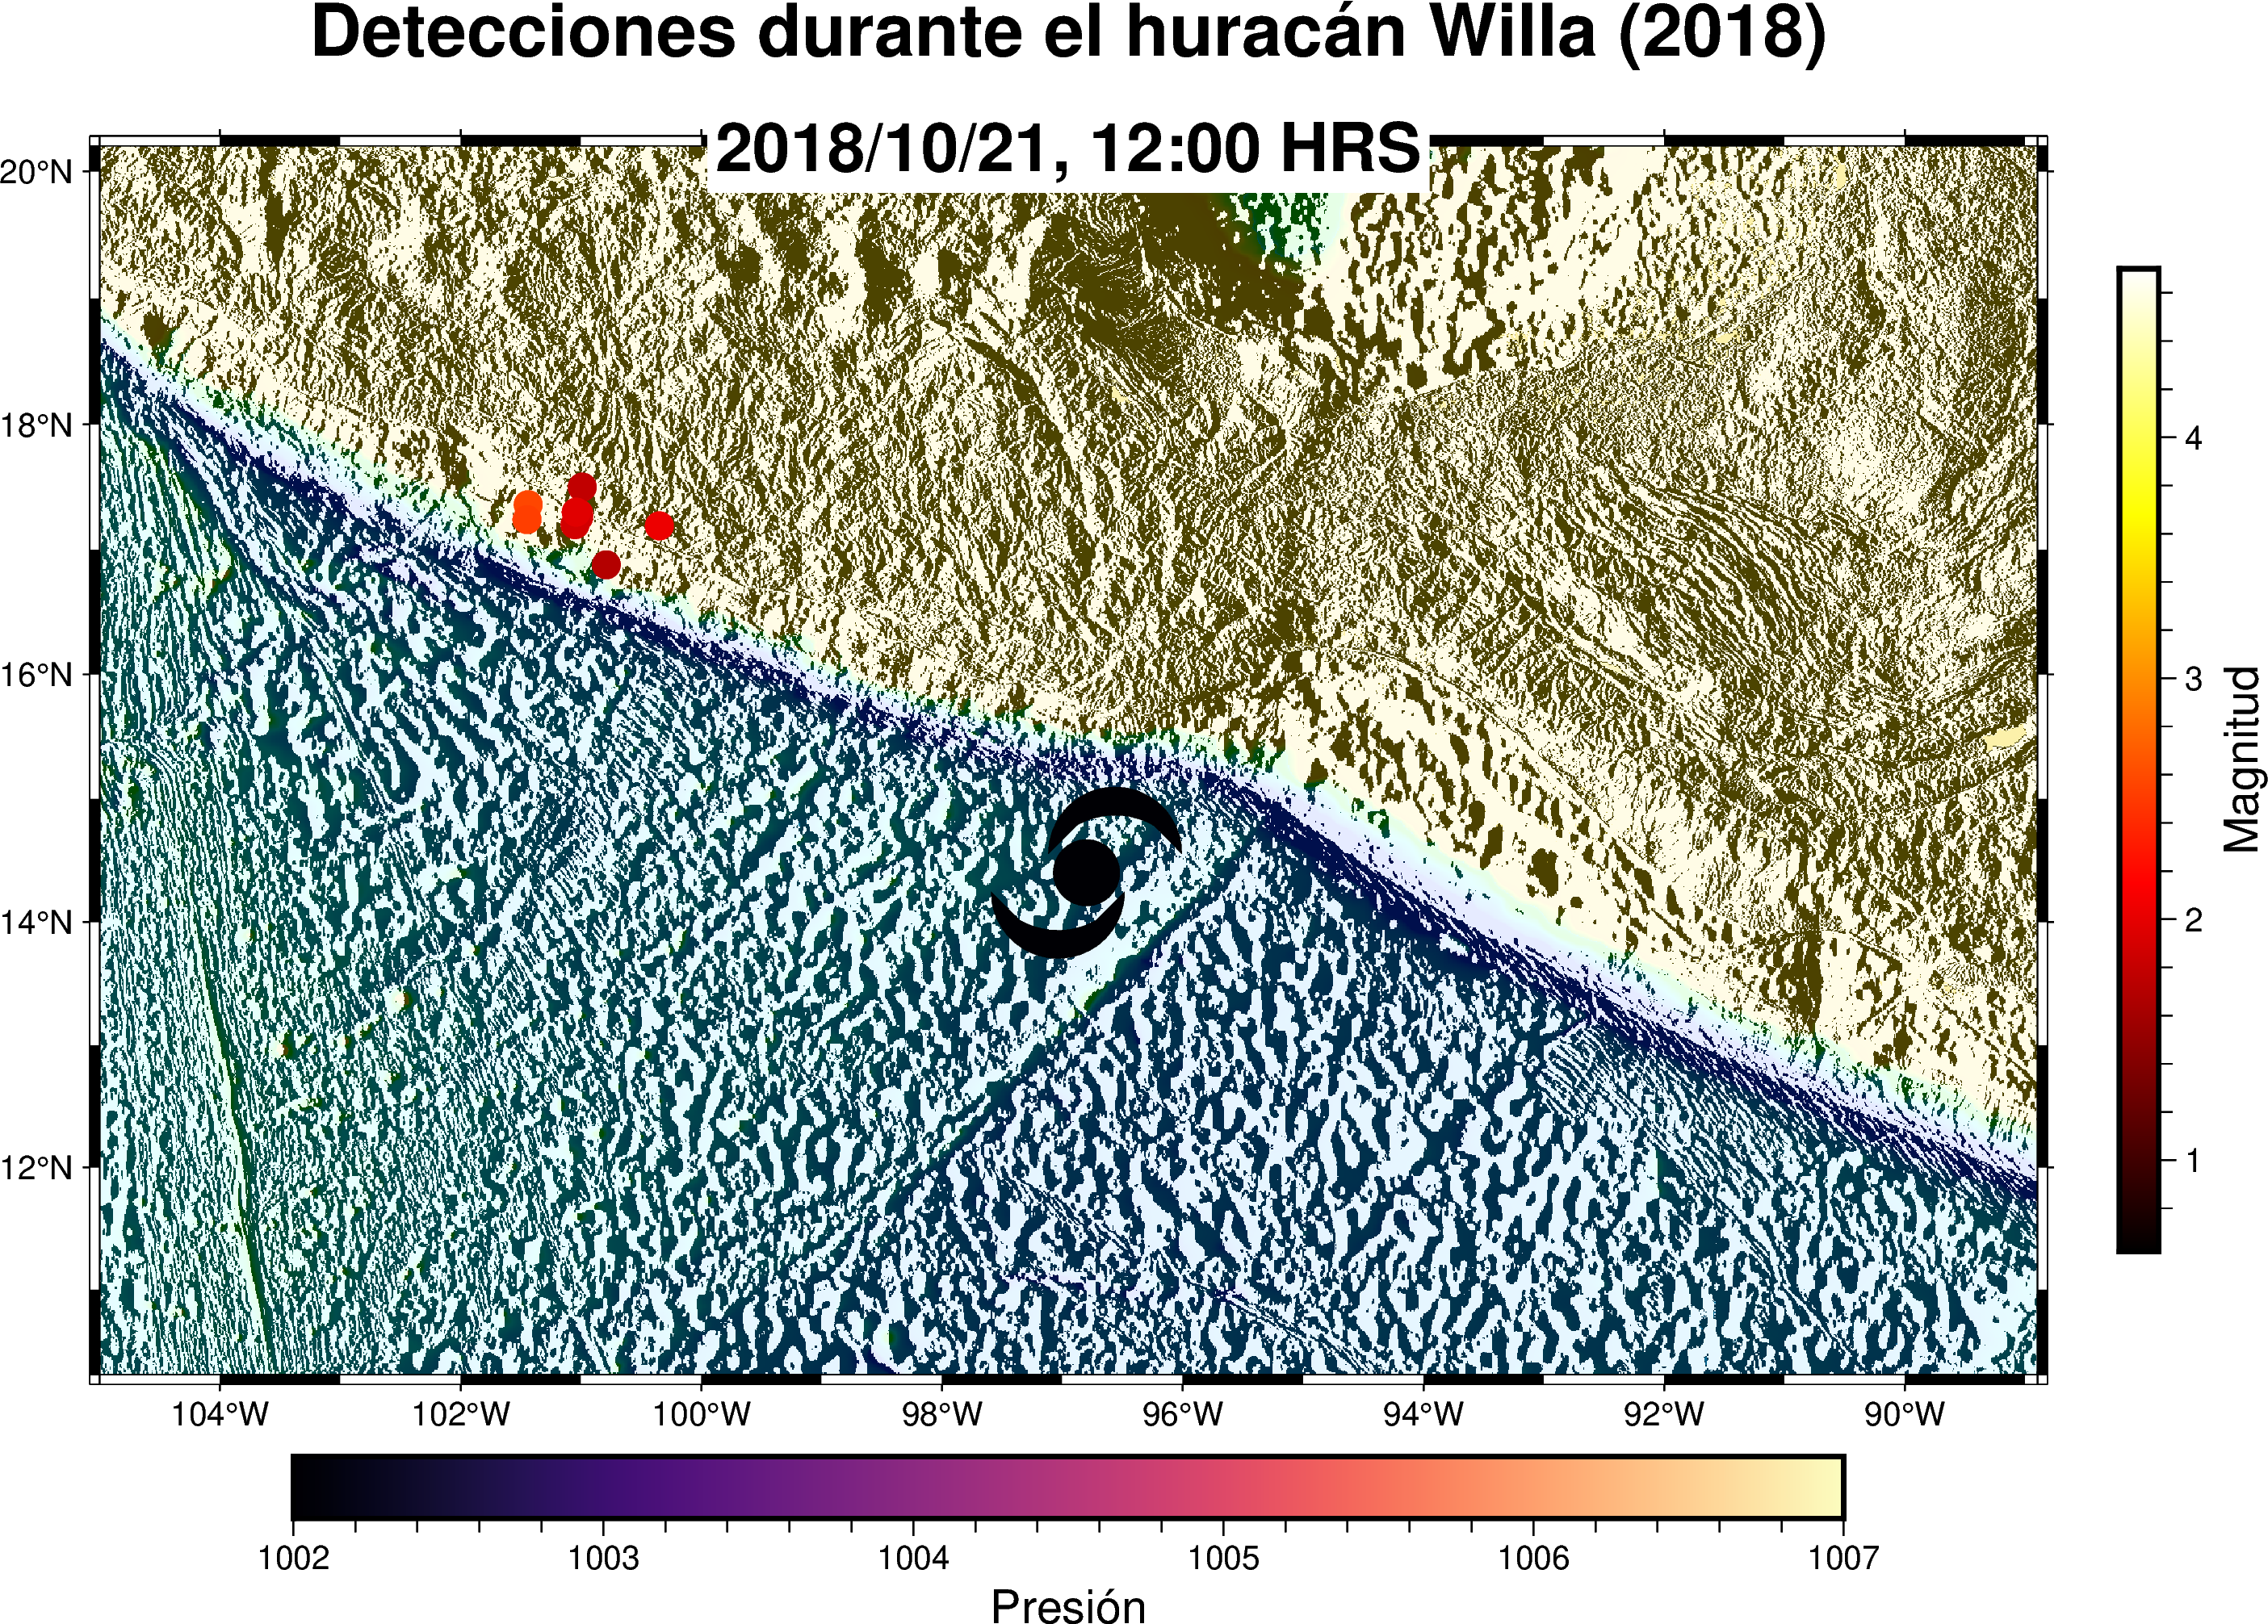 Detecciones durante el huracán Willa (2018)
2018/10/21, 12:00 HRS
20°N
18°N
16°N
14°N
12°N
104°W 102°W 100°W 98°W 96°W 94°W 92°W 90°W
4
3
2
1
Magnitud
1002 1003 1004 1005 1006 1007
Presión